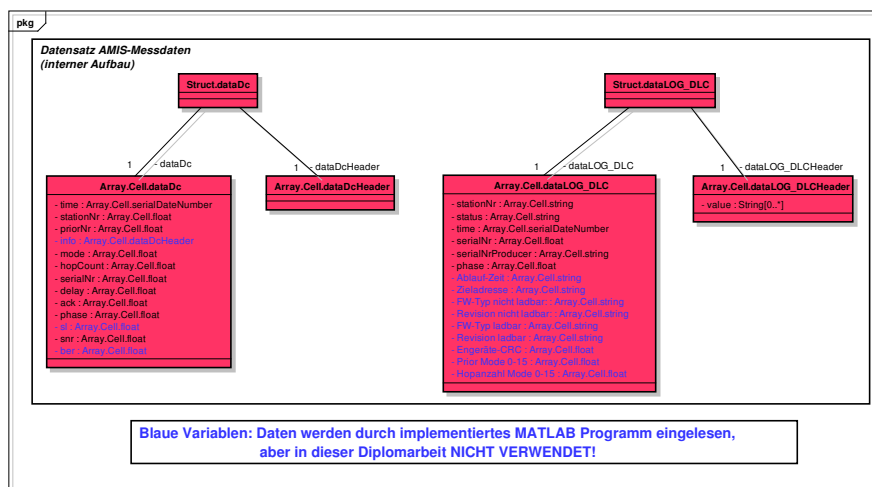 pkg
Datensatz AMIS-Messdaten
(interner Aufbau)
Struct.dataDc
Struct.dataLOG_DLC
1
- dataDc
1
- dataDcHeader
1
- dataLOG_DLC
1
- dataLOG_DLCHeader
Array.Cell.dataDc
- time : Array.Cell.serialDateNumber
- stationNr : Array.Cell.float
- priorNr : Array.Cell.float
- info : Array.Cell.dataDcHeader
- mode : Array.Cell.float
- hopCount : Array.Cell.float
- serialNr : Array.Cell.float
- delay : Array.Cell.float
- ack : Array.Cell.float
- phase : Array.Cell.float
- sl : Array.Cell.float
- snr : Array.Cell.float
- ber : Array.Cell.float
Array.Cell.dataDcHeader
Array.Cell.dataLOG_DLC
- stationNr : Array.Cell.string
- status : Array.Cell.string
- time : Array.Cell.serialDateNumber
- serialNr : Array.Cell.float
- serialNrProducer : Array.Cell.string
- phase : Array.Cell.float
- Ablauf-Zeit : Array.Cell.string
- Zieladresse : Array.Cell.string
- FW-Typ nicht ladbar: : Array.Cell.string
- Revision nicht ladbar: : Array.Cell.string
- FW-Typ ladbar : Array.Cell.string
- Revision ladbar : Array.Cell.string
- Engeräte-CRC : Array.Cell.float
- Prior Mode 0-15 : Array.Cell.float
- Hopanzahl Mode 0-15 : Array.Cell.float
Array.Cell.dataLOG_DLCHeader
- value : String[0..*]
Blaue Variablen: Daten werden durch implementiertes MATLAB Programm eingelesen,
aber in dieser Diplomarbeit NICHT VERWENDET!